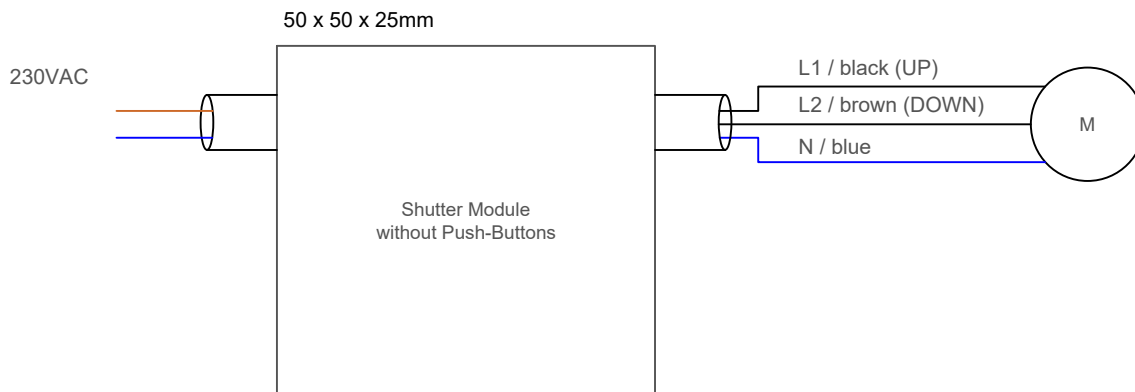 50 x 50 x 25mm
230VAC
L1 / black (UP)
L2 / brown (DOWN)
N / blue
M
Shutter Module
without Push-Buttons